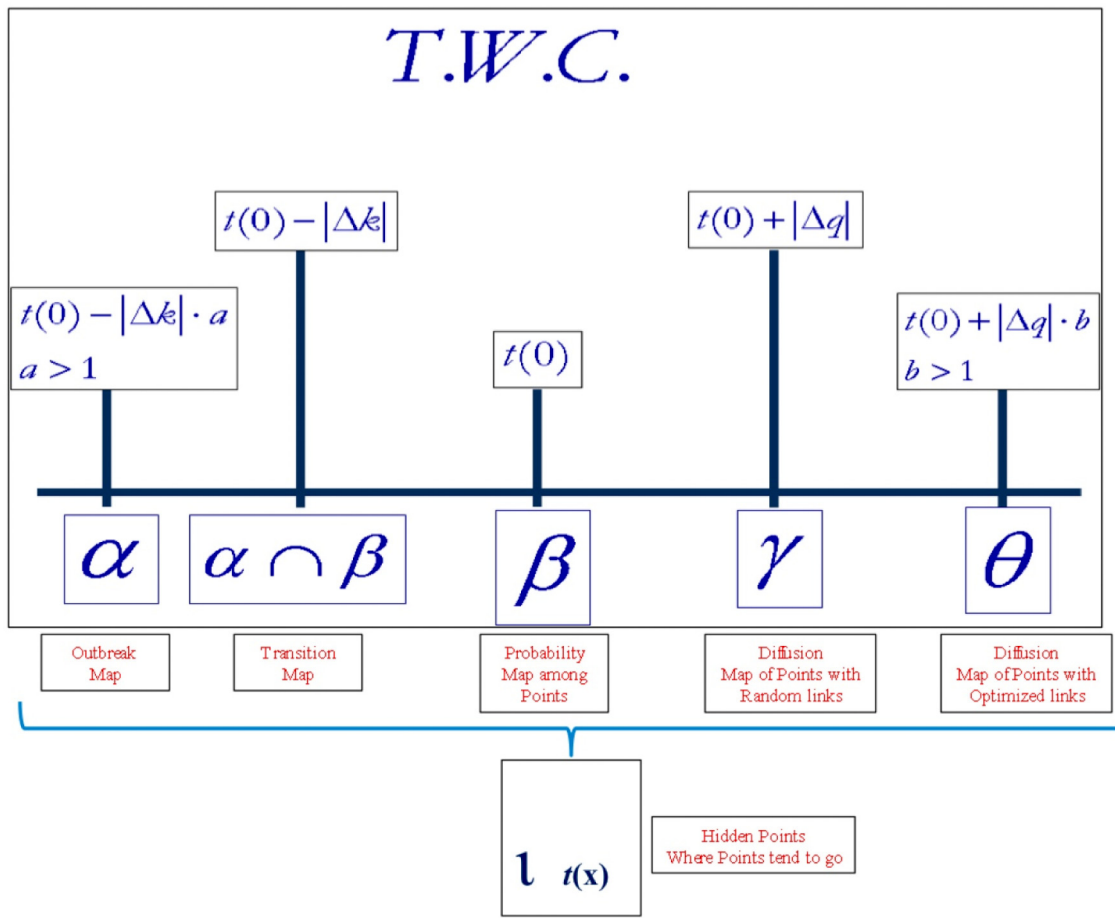 T.W.C.
t(0) − |Δk|
t(0) + |Δq|
t(0) − |Δk| · a
a > 1
t(0)
t(0) + |Δq| · b
b > 1
α
α ∩ β
β
γ
θ
Outbreak
Map
Transition
Map
Probability
Map among
Points
Diffusion
Map of Points with
Random links
Diffusion
Map of Points with
Optimized links
ι t(x)
Hidden Points
Where Points tend to go